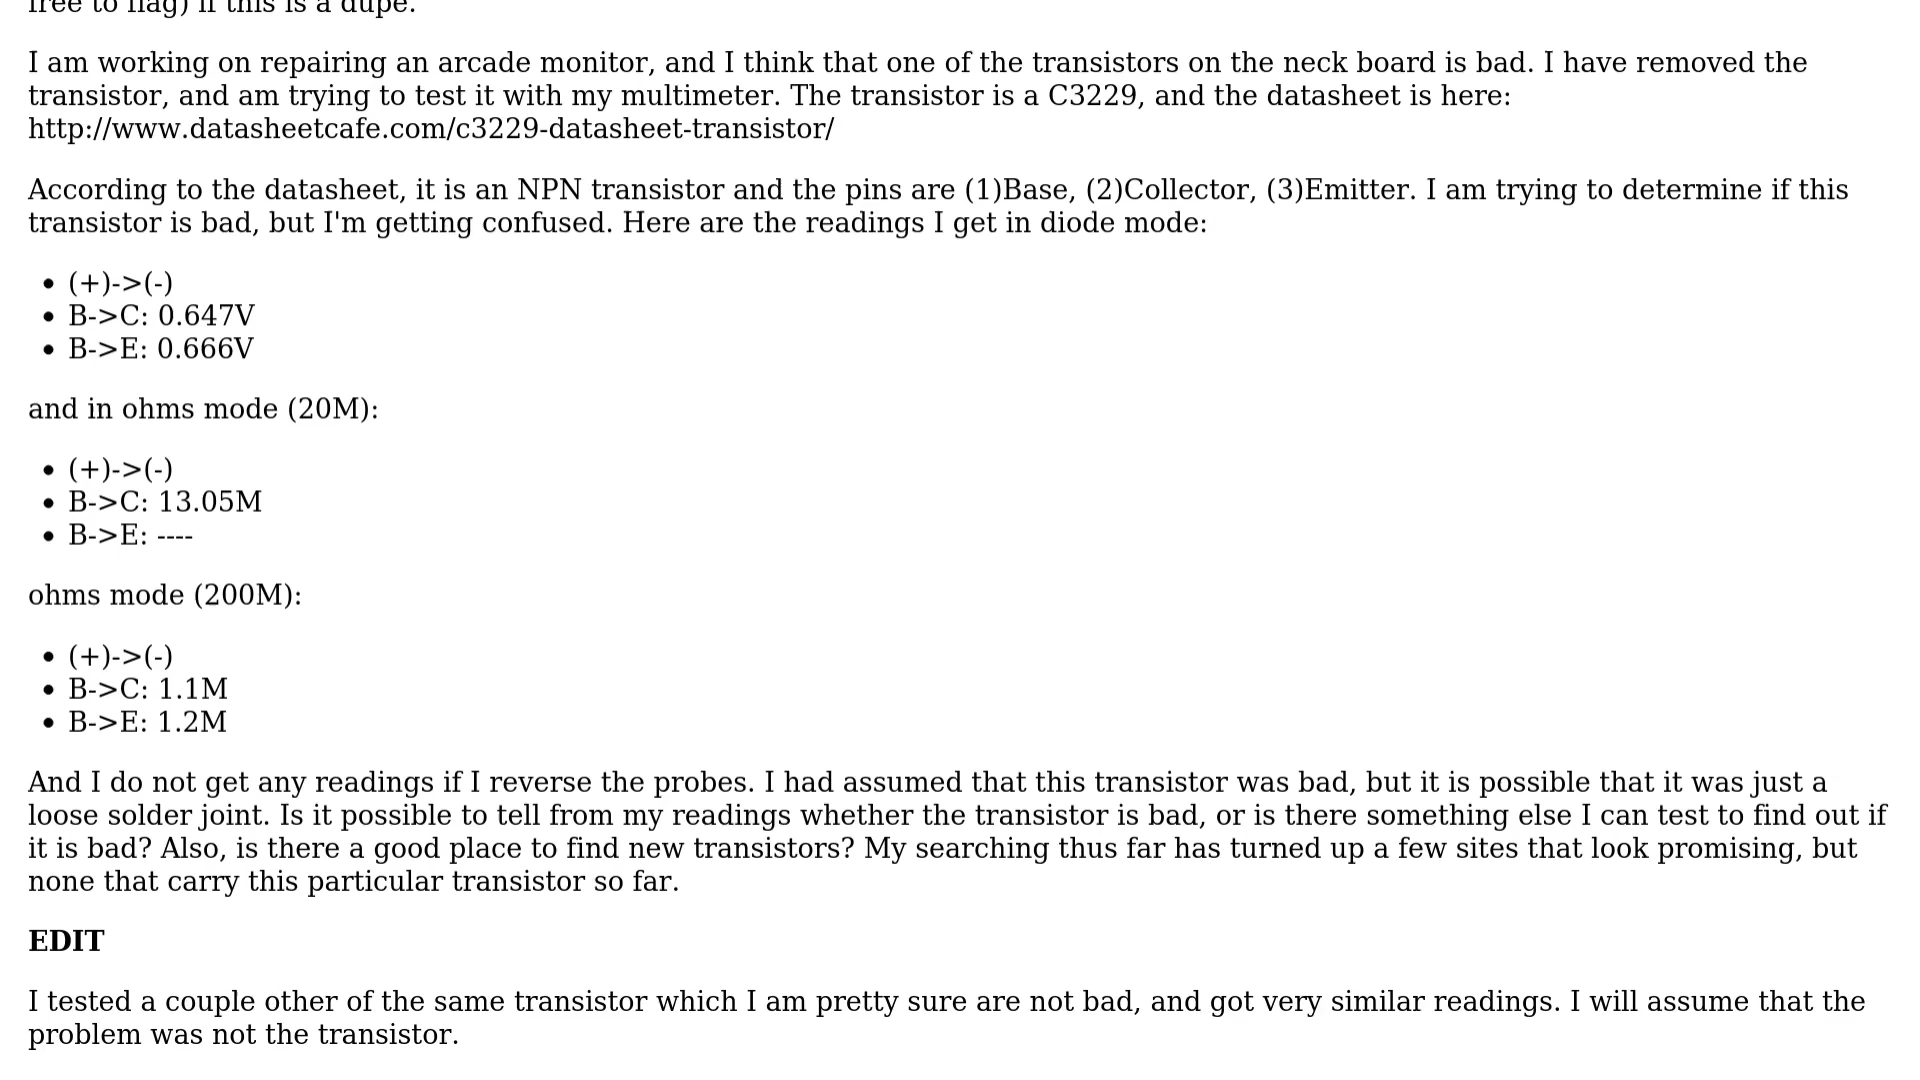 free to flag) if this is a dupe.
I am working on repairing an arcade monitor, and I think that one of the transistors on the neck board is bad. I have removed the
transistor, and am trying to test it with my multimeter. The transistor is a C3229, and the datasheet is here:
http://www.datasheetcafe.com/c3229-datasheet-transistor/
According to the datasheet, it is an NPN transistor and the pins are (1)Base, (2)Collector, (3)Emitter. I am trying to determine if this
transistor is bad, but I'm getting confused. Here are the readings I get in diode mode:
• (+)->(-)
• B->C: 0.647V
• B->E: 0.666V
and in ohms mode (20M):
• (+)->(-)
• B->C: 13.05M
• B->E: ----
ohms mode (200M):
• (+)->(-)
• B->C: 1.1M
• B->E: 1.2M
And I do not get any readings if I reverse the probes. I had assumed that this transistor was bad, but it is possible that it was just a
loose solder joint. Is it possible to tell from my readings whether the transistor is bad, or is there something else I can test to find out if
it is bad? Also, is there a good place to find new transistors? My searching thus far has turned up a few sites that look promising, but
none that carry this particular transistor so far.
EDIT
I tested a couple other of the same transistor which I am pretty sure are not bad, and got very similar readings. I will assume that the
problem was not the transistor.